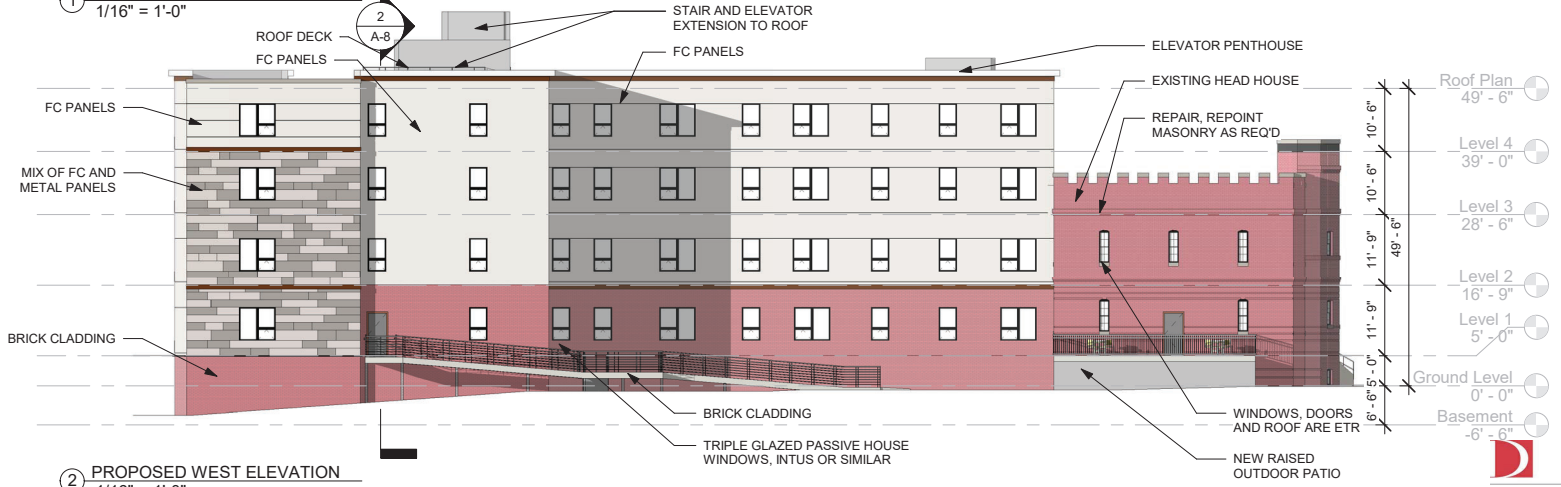 1
1/16" = 1'-0"
2
A-8
STAIR AND ELEVATOR
EXTENSION TO ROOF
ROOF DECK
FC PANELS
FC PANELS
ELEVATOR PENTHOUSE
EXISTING HEAD HOUSE
FC PANELS
REPAIR, REPOINT
MASONRY AS REQ'D
MIX OF FC AND
METAL PANELS
BRICK CLADDING
BRICK CLADDING
TRIPLE GLAZED PASSIVE HOUSE
WINDOWS, INTUS OR SIMILAR
WINDOWS, DOORS
AND ROOF ARE ETR
NEW RAISED
OUTDOOR PATIO
10' - 6"
10' - 6"
11' - 9"
11' - 9"
5' - 0"
6' - 6"
49' - 6"
Roof Plan
49' - 6"
Level 4
39' - 0"
Level 3
28' - 6"
Level 2
16' - 9"
Level 1
5' - 0"
Ground Level
0' - 0"
Basement
-6' - 6"
2
PROPOSED WEST ELEVATION